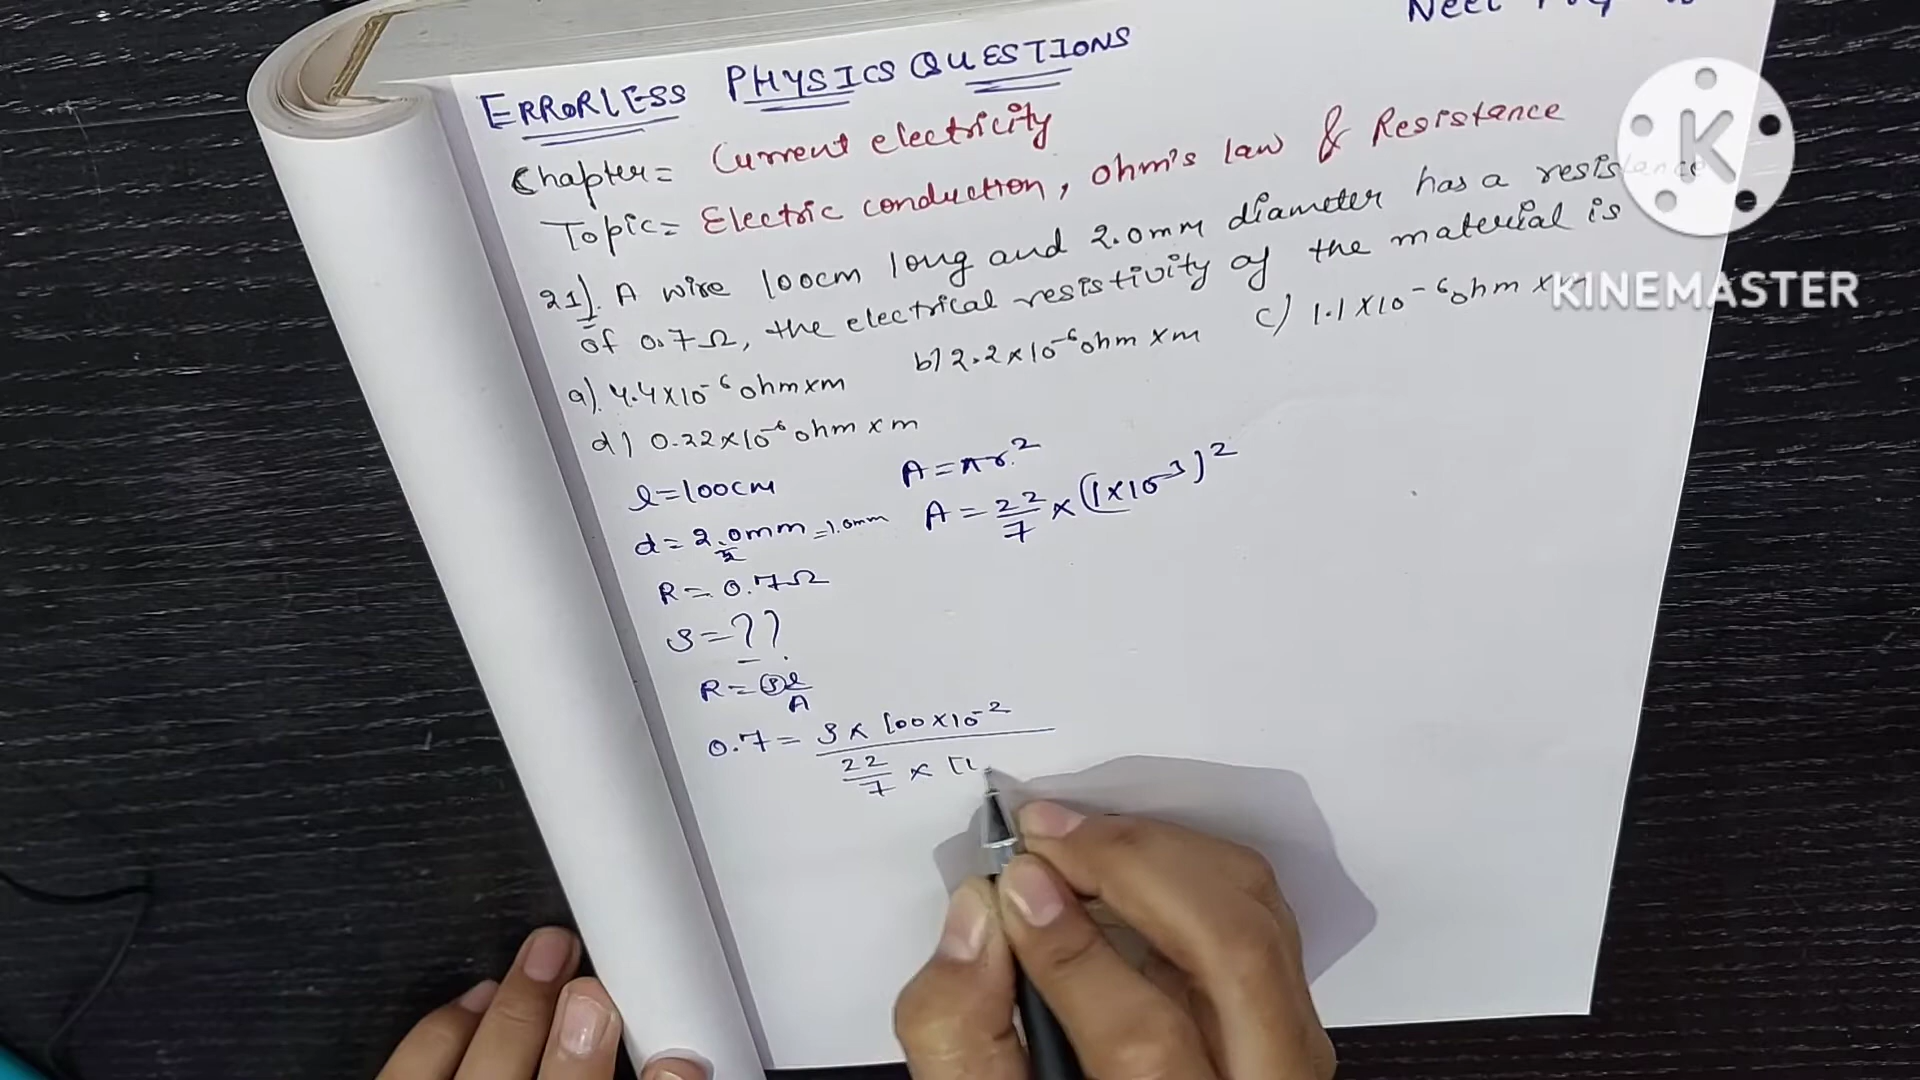 ERRORLESS PHYSICS QUESTIONS
Chapter= Current electricity
Topic= Electric conduction, ohm's law & Resistance
21). A wire 100cm long and 2.0mm diameter has a resistance
of 0.7Ω, the electrical resistivity of the material is
a). 4.4×10⁻⁶ ohm×m b) 2.2×10⁻⁶ ohm×m c) 1.1×10⁻⁶ ohm×
d) 0.22×10⁻⁶ ohm×m
l=100cm A=πr²
d=2.0mm/2=1.0mm A=22/7×(1×10⁻³)²
R=0.7Ω
ρ=??
R=ρl/A
0.7=ρ×100×10⁻²
22/7×[1
K
KINEMASTER